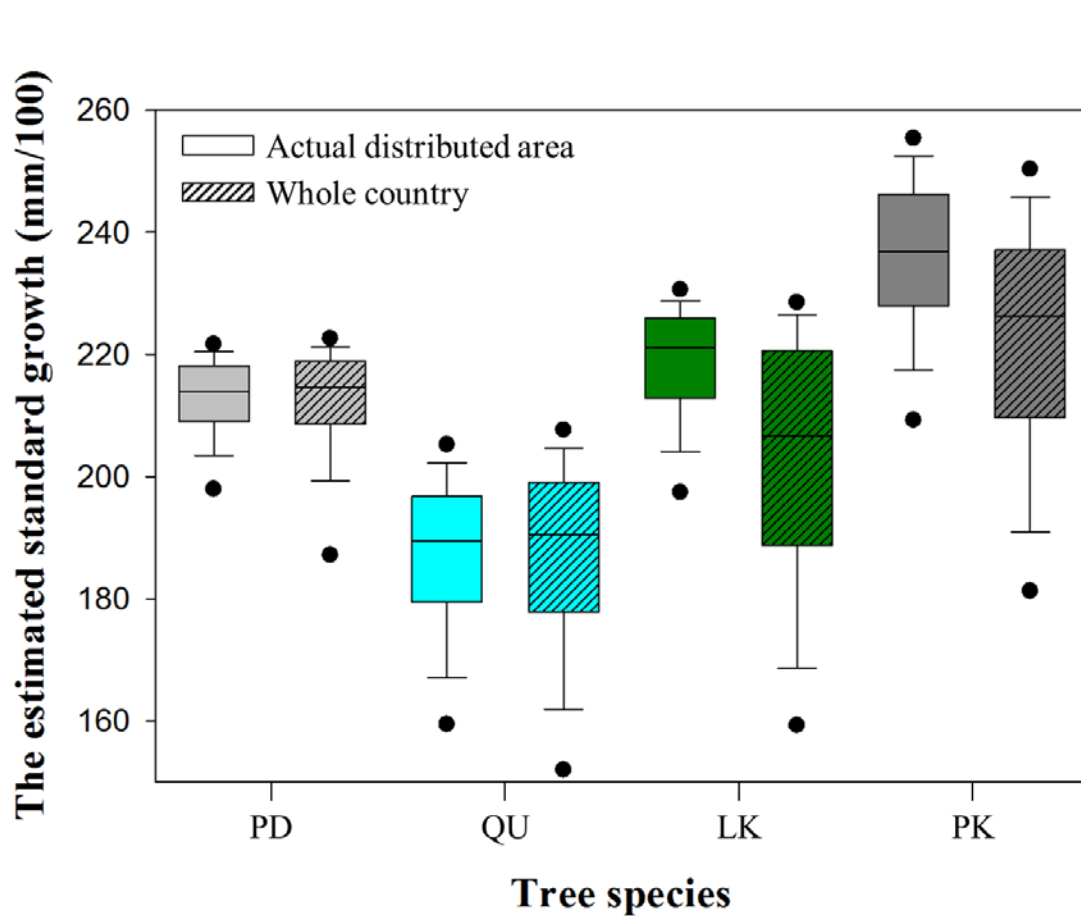 The estimated standard growth (mm/100)
260
240
220
200
180
160
Actual distributed area
Whole country
PD
QU
LK
PK
Tree species